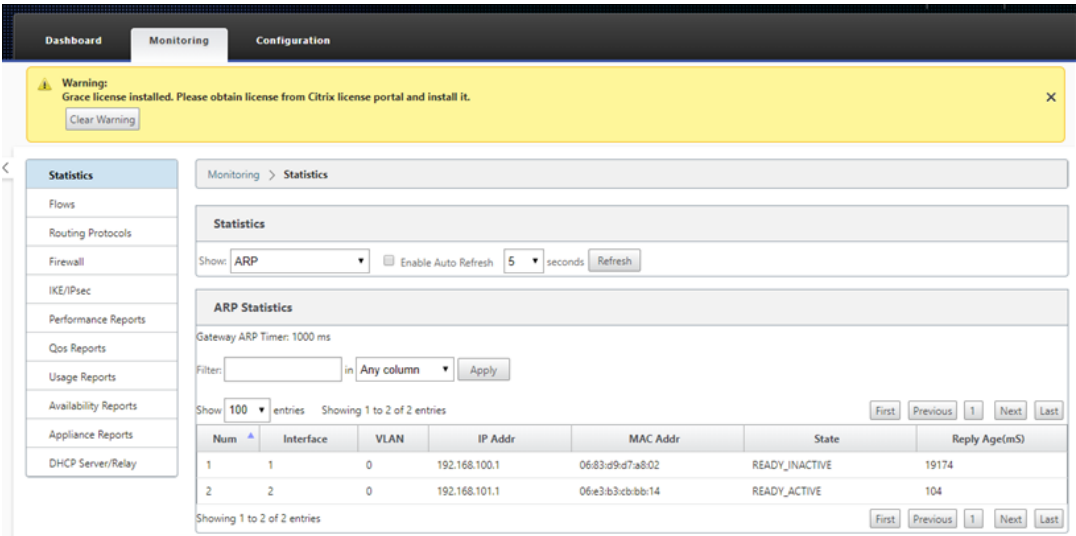 Dashboard Monitoring Configuration
Warning:
Grace license installed. Please obtain license from Citrix license portal and install it.
Clear Warning
Statistics
Flows
Routing Protocols
Firewall
IKE/IPsec
Performance Reports
Qos Reports
Usage Reports
Availability Reports
Appliance Reports
DHCP Server/Relay
Monitoring > Statistics
Statistics
Show: ARP Enable Auto Refresh 5 seconds Refresh
ARP Statistics
Gateway ARP Timer: 1000 ms
Filter: in Any column Apply
Show 100 entries Showing 1 to 2 of 2 entries First Previous 1 Next Last
Num Interface VLAN IP Addr MAC Addr State Reply Age(mS)
1 1 0 192.168.100.1 06:83:d9:d7:a8:02 READY_INACTIVE 19174
2 2 0 192.168.101.1 06:e3:b3:cb:bb:14 READY_ACTIVE 104
Showing 1 to 2 of 2 entries First Previous 1 Next Last